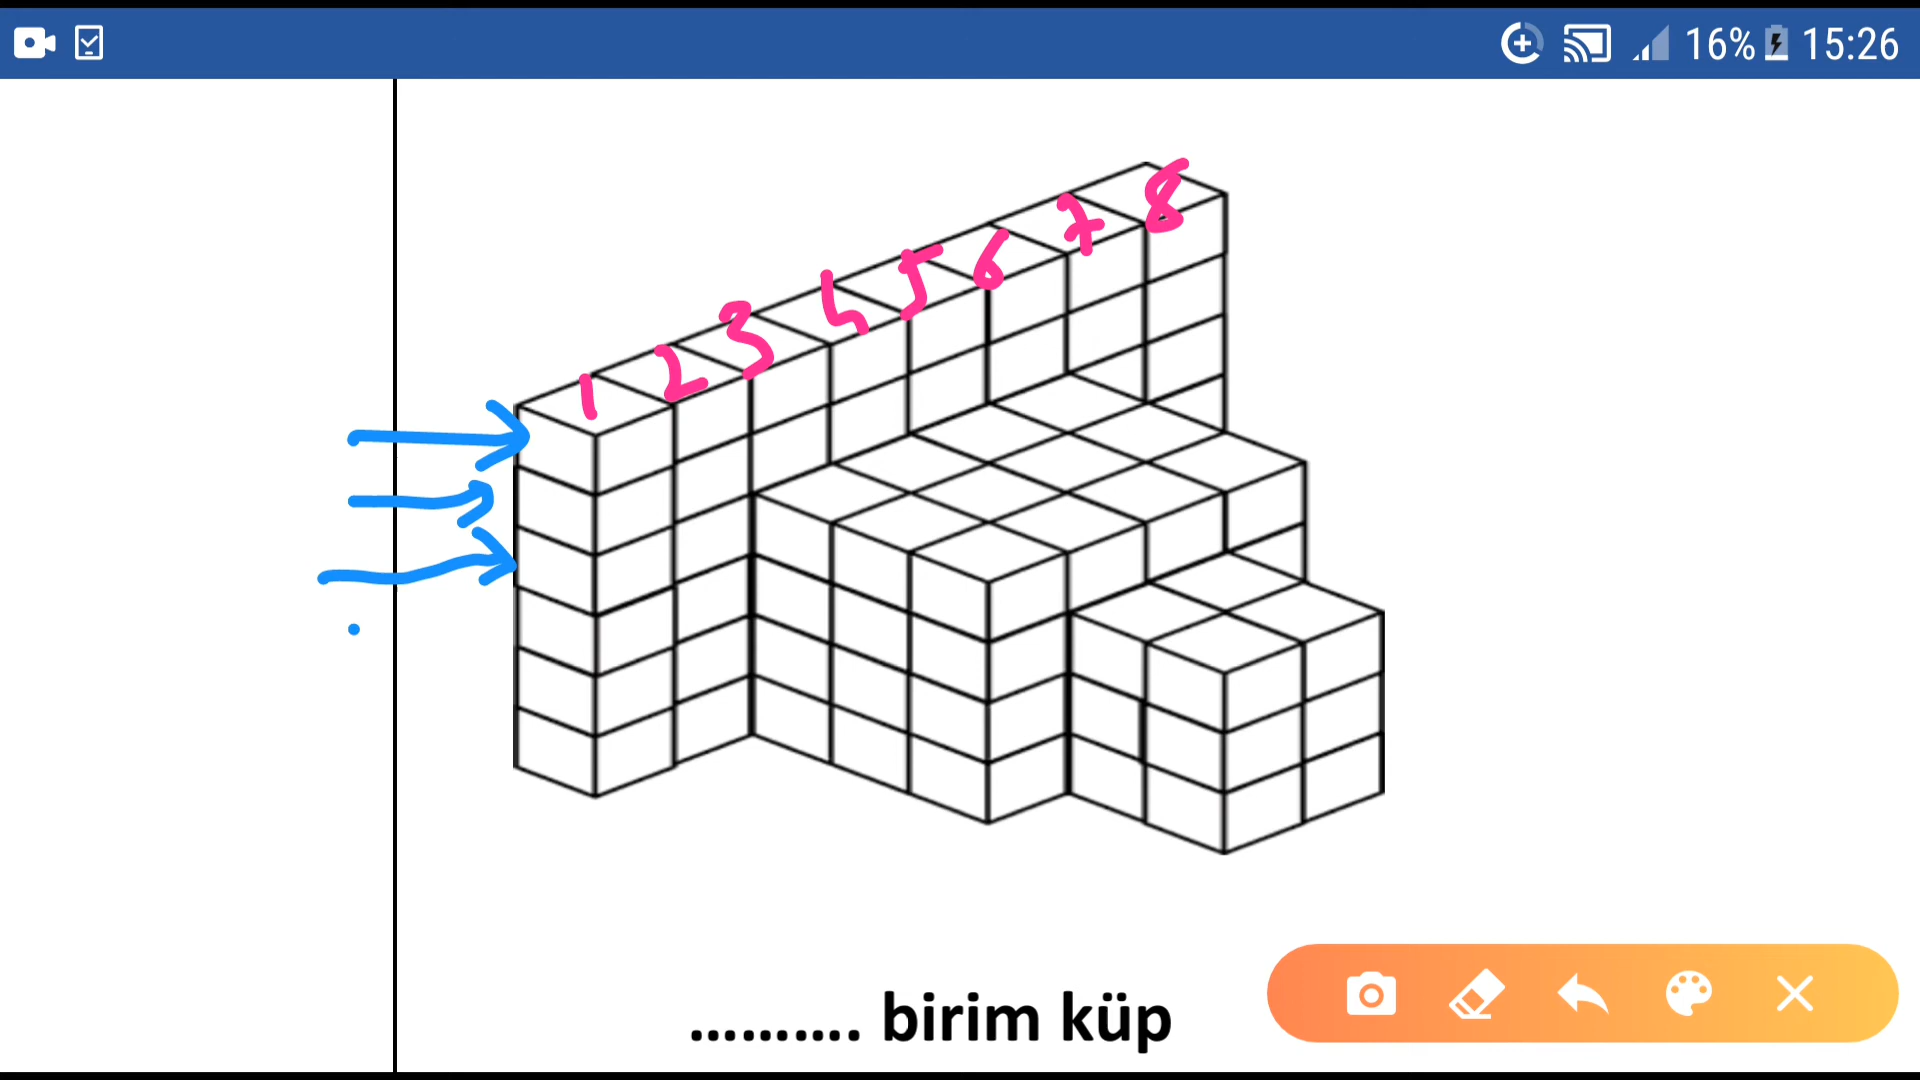 16% 15:26
1 2 3 4 5 6 7 8
.......... birim küp